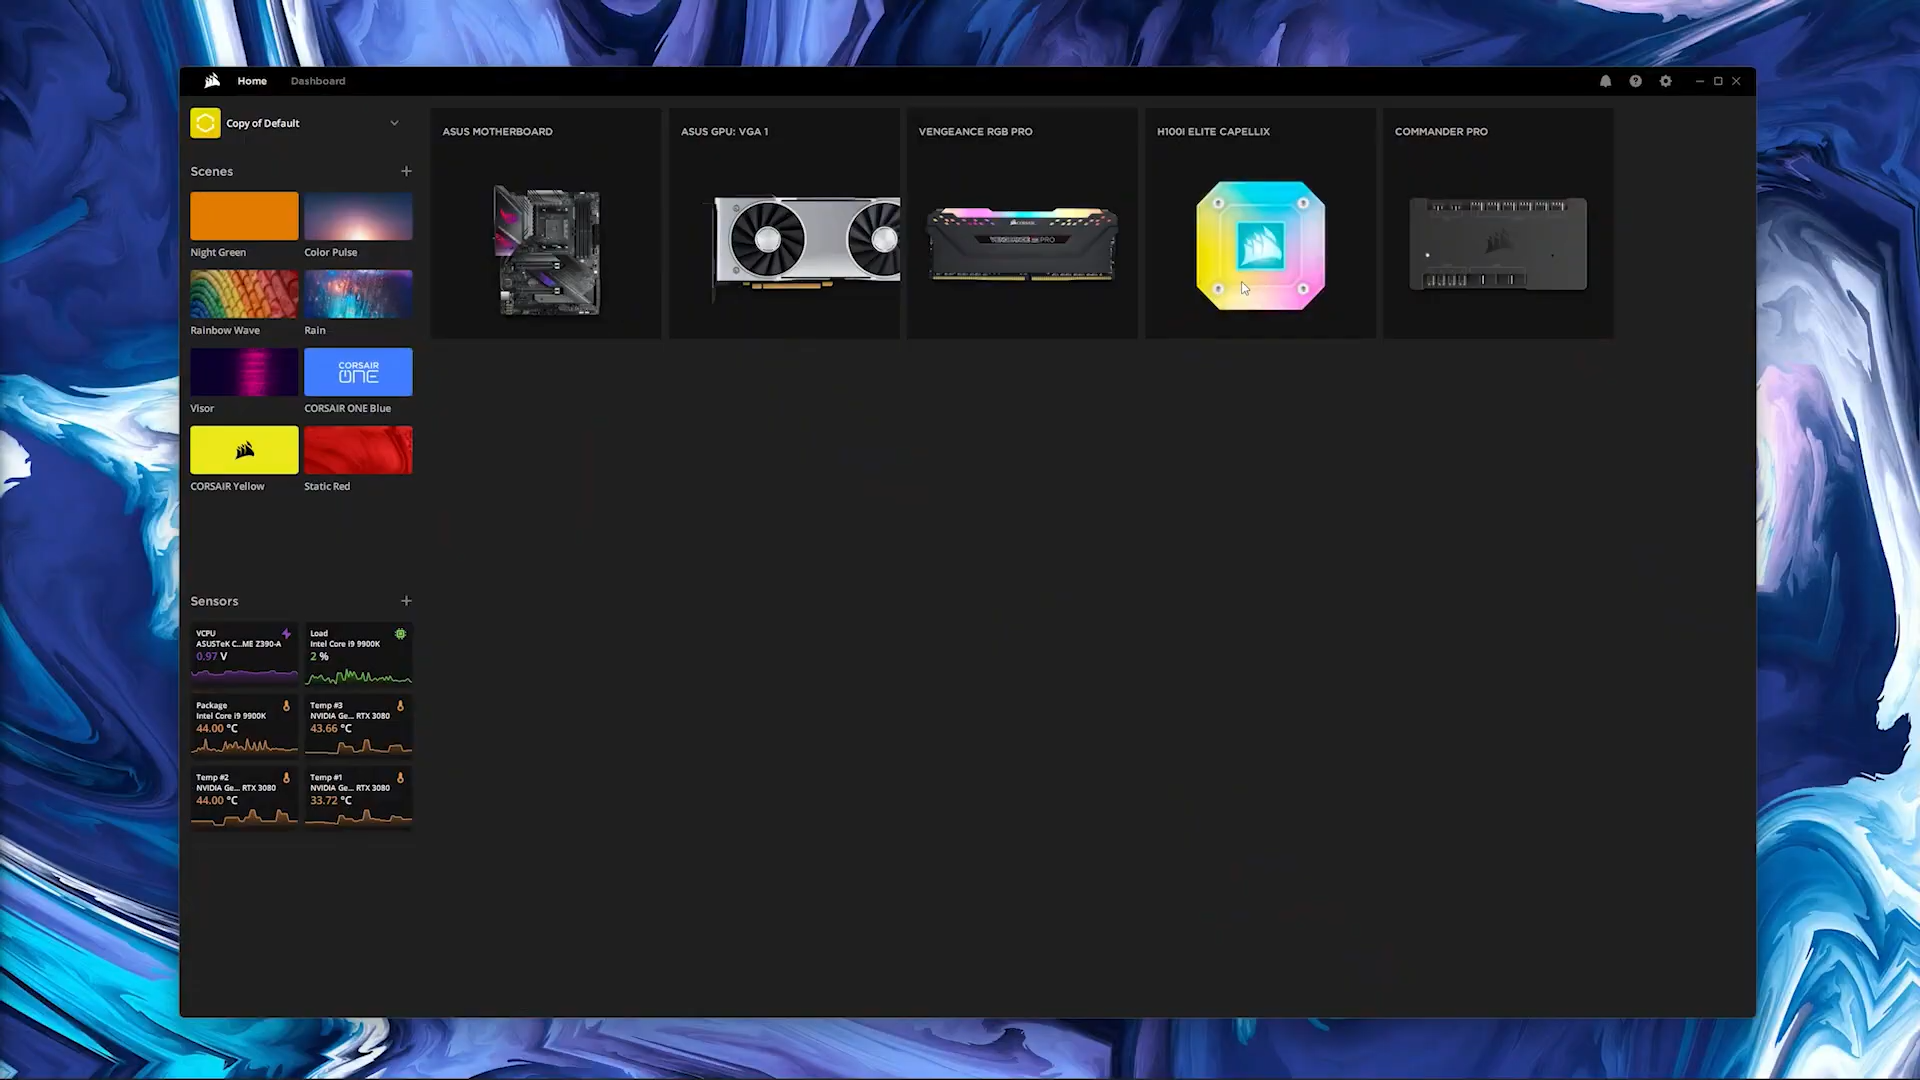 Home
Dashboard
Copy of Default
Scenes
Night Green
Color Pulse
Rainbow Wave
Rain
CORSAIR
ONE
Visor
CORSAIR ONE Blue
CORSAIR Yellow
Static Red
Sensors
VCPU
ASUSTeK C...ME Z390-A
0.97 V
Load
Intel Core i9 9900K
2 %
Package
Intel Core i9 9900K
44.00 °C
Temp #3
NVIDIA Ge... RTX 3080
43.66 °C
Temp #2
NVIDIA Ge... RTX 3080
44.00 °C
Temp #1
NVIDIA Ge... RTX 3080
33.72 °C
ASUS MOTHERBOARD
ASUS GPU: VGA 1
VENGEANCE RGB PRO
VENGEANCE RGB PRO
H100I ELITE CAPELLIX
COMMANDER PRO